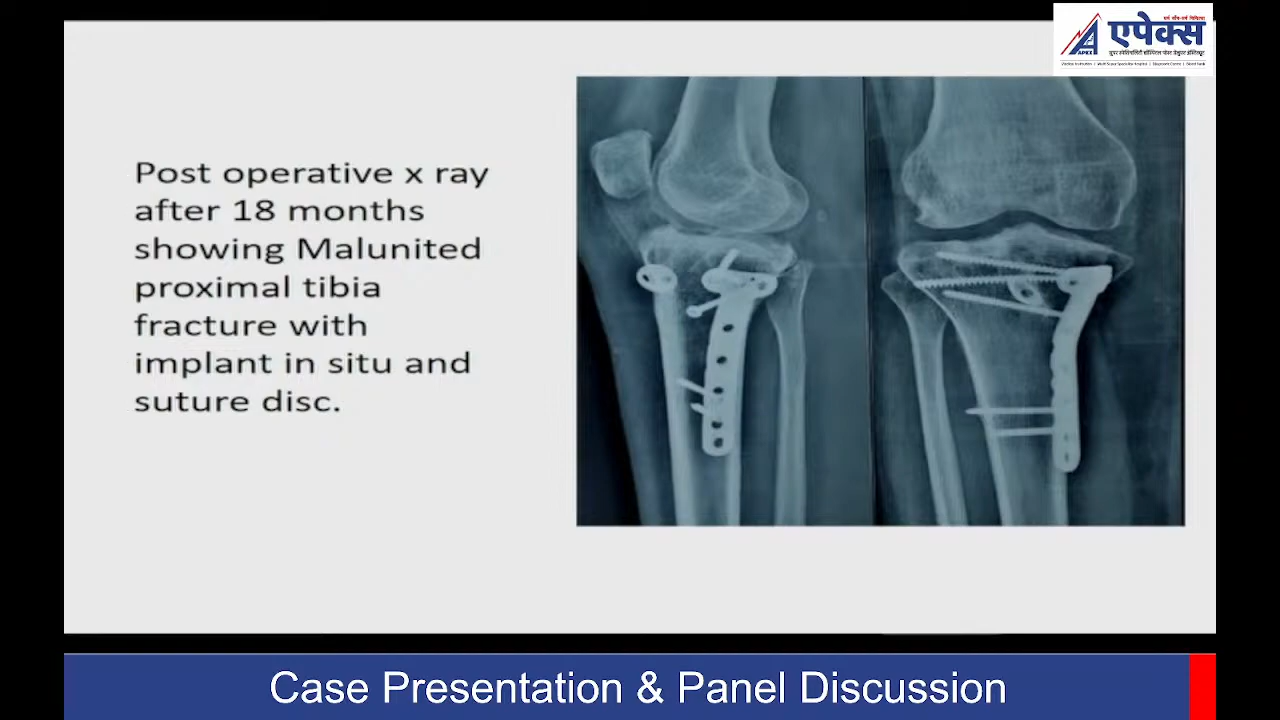 एपेक्स
APEX
Post operative x ray
after 18 months
showing Malunited
proximal tibia
fracture with
implant in situ and
suture disc.
Case Presentation & Panel Discussion